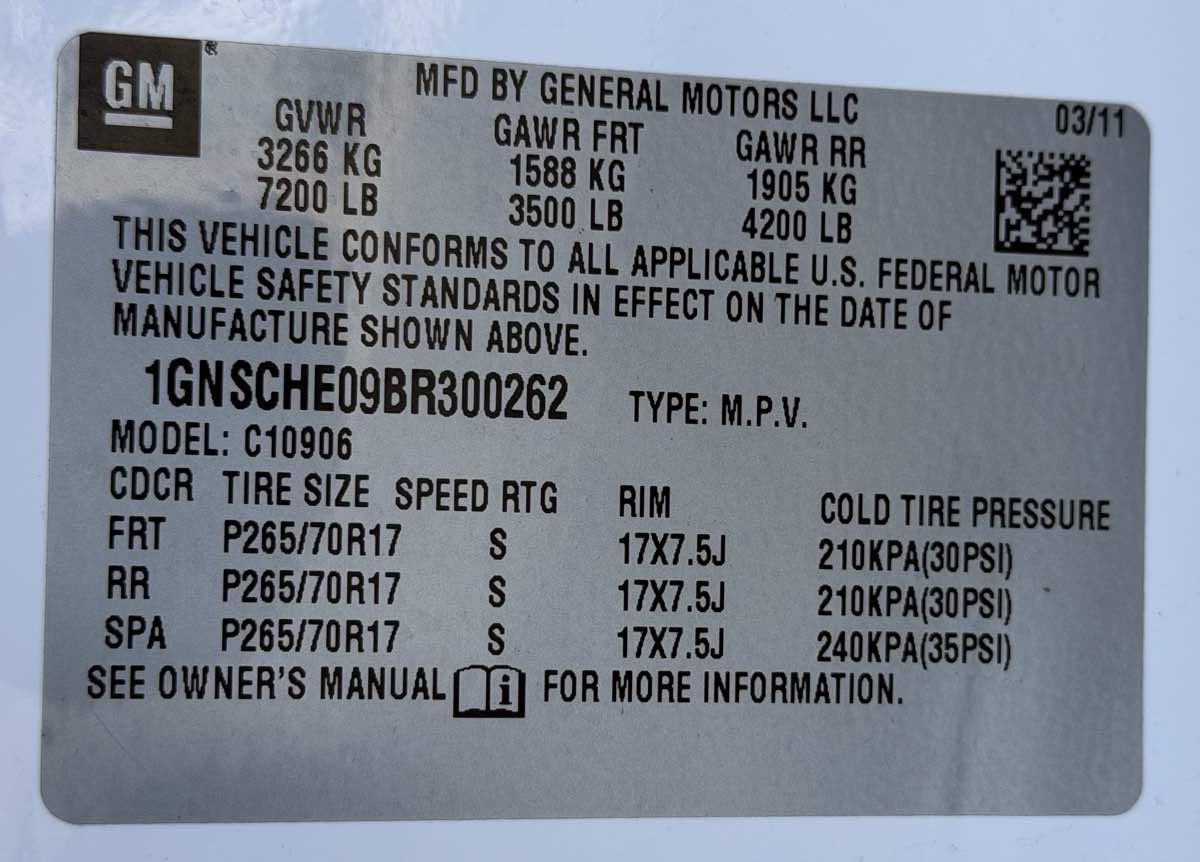 GM®
MFD BY GENERAL MOTORS LLC 03/11
GVWR GAWR FRT GAWR RR
3266 KG 1588 KG 1905 KG
7200 LB 3500 LB 4200 LB
THIS VEHICLE CONFORMS TO ALL APPLICABLE U.S. FEDERAL MOTOR
VEHICLE SAFETY STANDARDS IN EFFECT ON THE DATE OF
MANUFACTURE SHOWN ABOVE.
1GNSCHE09BR300262 TYPE: M.P.V.
MODEL: C10906
CDCR TIRE SIZE SPEED RTG RIM COLD TIRE PRESSURE
FRT P265/70R17 S 17X7.5J 210KPA(30PSI)
RR P265/70R17 S 17X7.5J 210KPA(30PSI)
SPA P265/70R17 S 17X7.5J 240KPA(35PSI)
SEE OWNER'S MANUAL i FOR MORE INFORMATION.